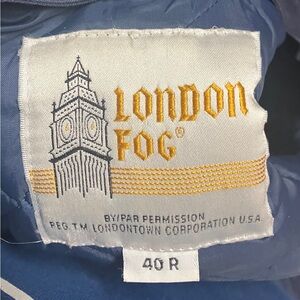 LONDON
FOG®
BY/PAR PERMISSION
REG. T.M. LONDONTOWN CORPORATION U.S.A.
40 R